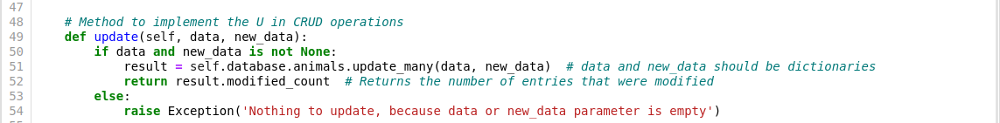 47
48 # Method to implement the U in CRUD operations
49 def update(self, data, new_data):
50 if data and new_data is not None:
51 result = self.database.animals.update_many(data, new_data) # data and new_data should be dictionaries
52 return result.modified_count # Returns the number of entries that were modified
53 else:
54 raise Exception('Nothing to update, because data or new_data parameter is empty')